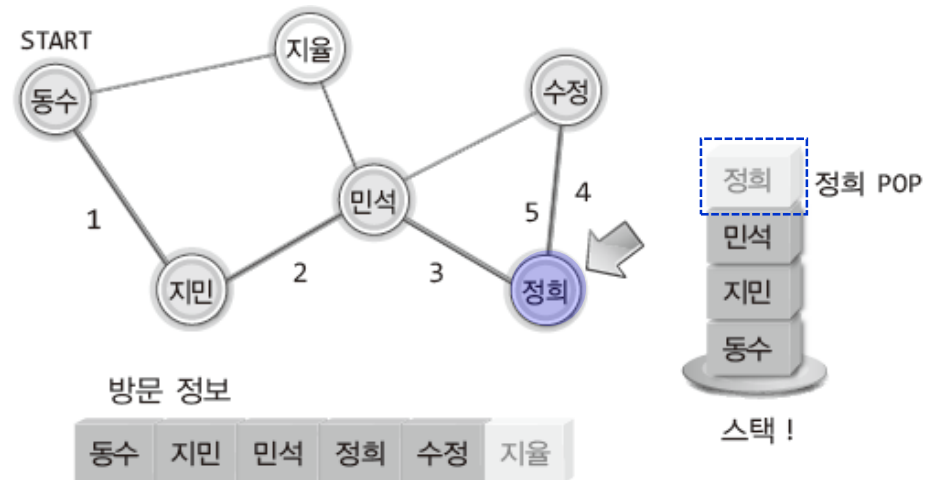 START
지율
동수
수정
민석
1
2
3
5
4
지민
정희
정희
정희 POP
민석
지민
동수
스택 !
방문 정보
동수 지민 민석 정희 수정 지율